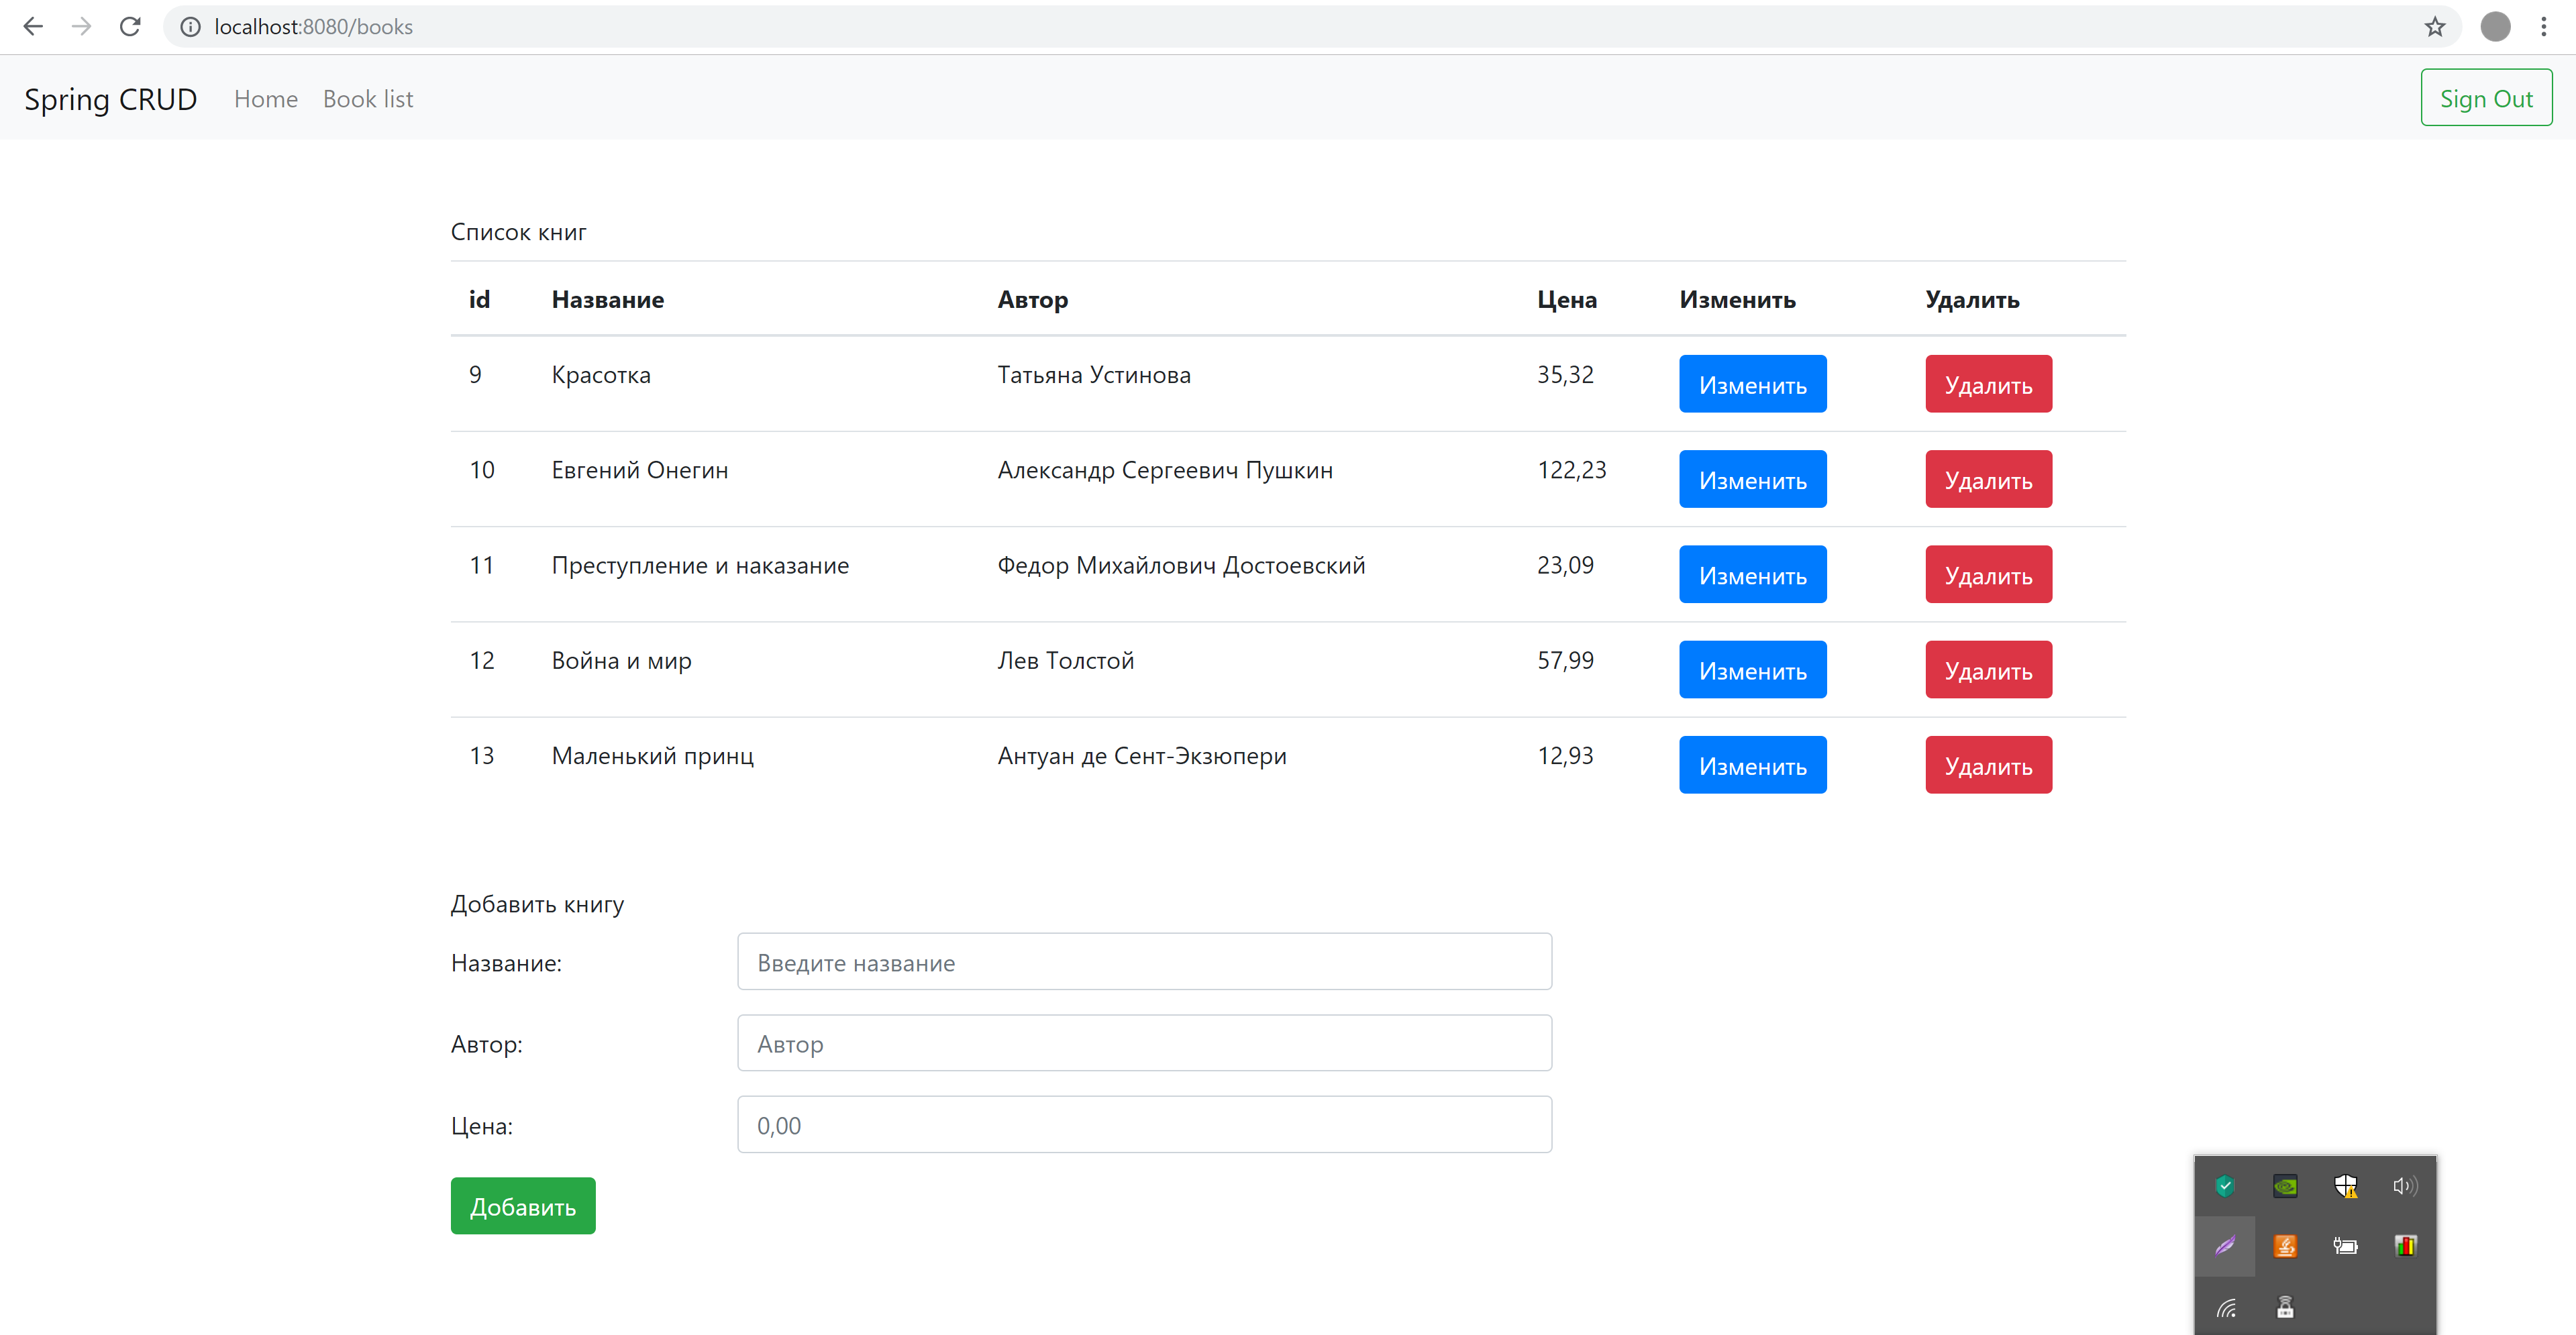 localhost:8080/books
Spring CRUD Home Book list Sign Out
Список книг
id Название Автор Цена Изменить Удалить
9 Красотка Татьяна Устинова 35,32 Изменить Удалить
10 Евгений Онегин Александр Сергеевич Пушкин 122,23 Изменить Удалить
11 Преступление и наказание Федор Михайлович Достоевский 23,09 Изменить Удалить
12 Война и мир Лев Толстой 57,99 Изменить Удалить
13 Маленький принц Антуан де Сент-Экзюпери 12,93 Изменить Удалить
Добавить книгу
Название: Введите название
Автор: Автор
Цена: 0,00
Добавить